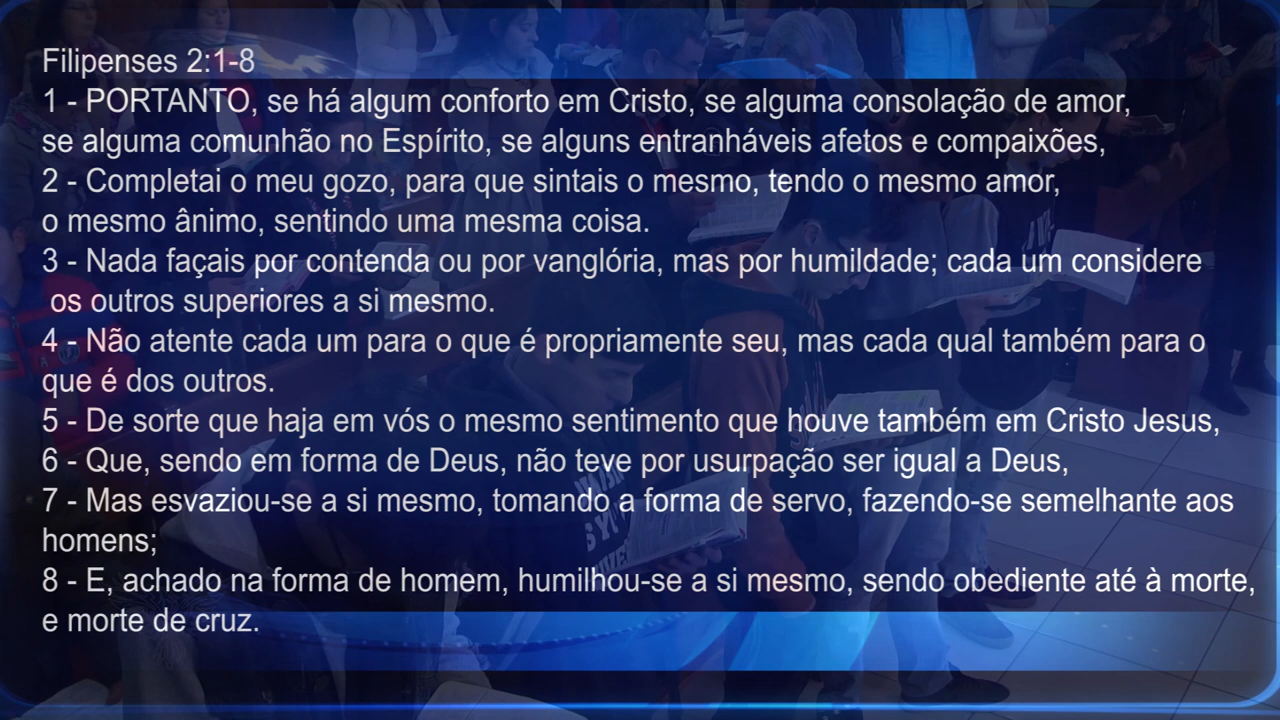 Filipenses 2:1-8
1 - PORTANTO, se há algum conforto em Cristo, se alguma consolação de amor,
se alguma comunhão no Espírito, se alguns entranháveis afetos e compaixões,
2 - Completai o meu gozo, para que sintais o mesmo, tendo o mesmo amor,
o mesmo ânimo, sentindo uma mesma coisa.
3 - Nada façais por contenda ou por vanglória, mas por humildade; cada um considere
os outros superiores a si mesmo.
4 - Não atente cada um para o que é propriamente seu, mas cada qual também para o
que é dos outros.
5 - De sorte que haja em vós o mesmo sentimento que houve também em Cristo Jesus,
6 - Que, sendo em forma de Deus, não teve por usurpação ser igual a Deus,
7 - Mas esvaziou-se a si mesmo, tomando a forma de servo, fazendo-se semelhante aos
homens;
8 - E, achado na forma de homem, humilhou-se a si mesmo, sendo obediente até à morte,
e morte de cruz.